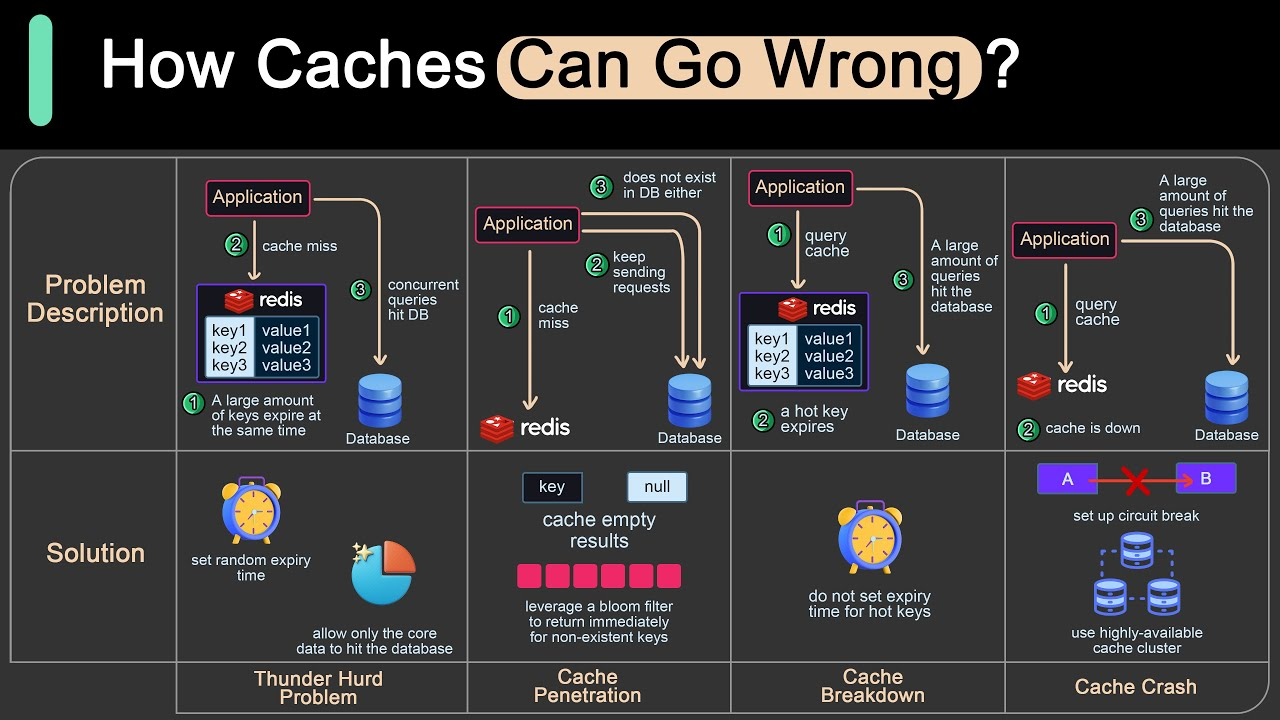 How Caches Can Go Wrong?
Problem
Description
Application
2 cache miss
3 concurrent
queries
hit DB
redis
key1 value1
key2 value2
key3 value3
1 A large amount
of keys expire at
the same time
Database
3 does not exist
in DB either
Application
2 keep
sending
requests
1 cache
miss
redis
Database
Application
1 query
cache
3 A large
amount of
queries
hit the
database
redis
key1 value1
key2 value2
key3 value3
2 a hot key
expires
Database
3 A large
amount of
queries hit the
database
Application
1 query
cache
redis
2 cache is down
Database
Solution
set random expiry
time
allow only the core
data to hit the database
key null
cache empty
results
leverage a bloom filter
to return immediately
for non-existent keys
do not set expiry
time for hot keys
A B
set up circuit break
use highly-available
cache cluster
Thunder Hurd
Problem
Cache
Penetration
Cache
Breakdown
Cache Crash